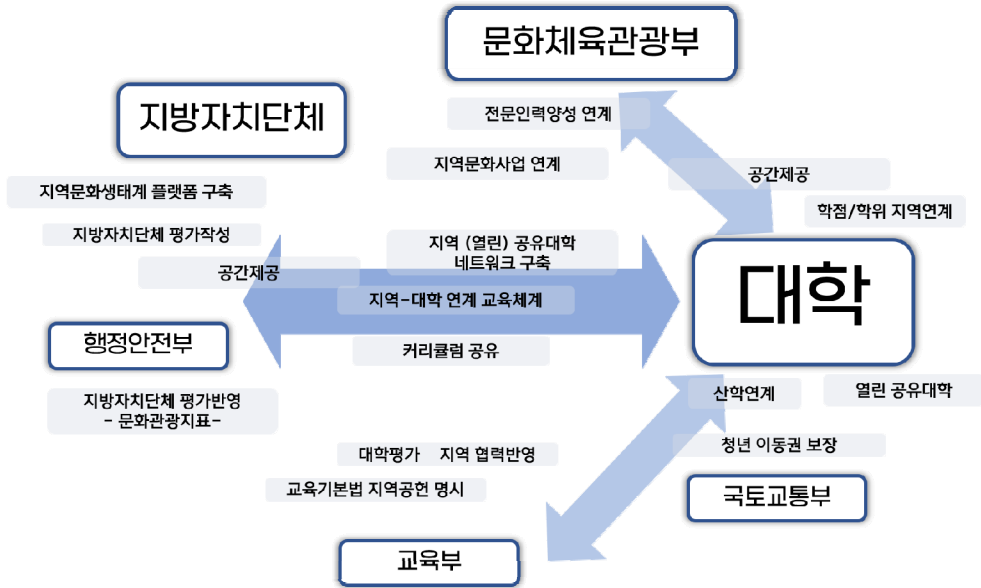 문화체육관광부
지방자치단체
전문인력양성 연계
지역문화사업 연계
공간제공
지역문화생태계 플랫폼 구축
학점/학위 지역연계
지방자치단체 평가작성
지역 (열린) 공유대학
네트워크 구축
공간제공
대학
지역-대학 연계 교육체계
행정안전부
커리큘럼 공유
지방자치단체 평가반영
- 문화관광지표-
산학연계
열린 공유대학
청년 이동권 보장
대학평가 지역 협력반영
교육기본법 지역공헌 명시
국토교통부
교육부